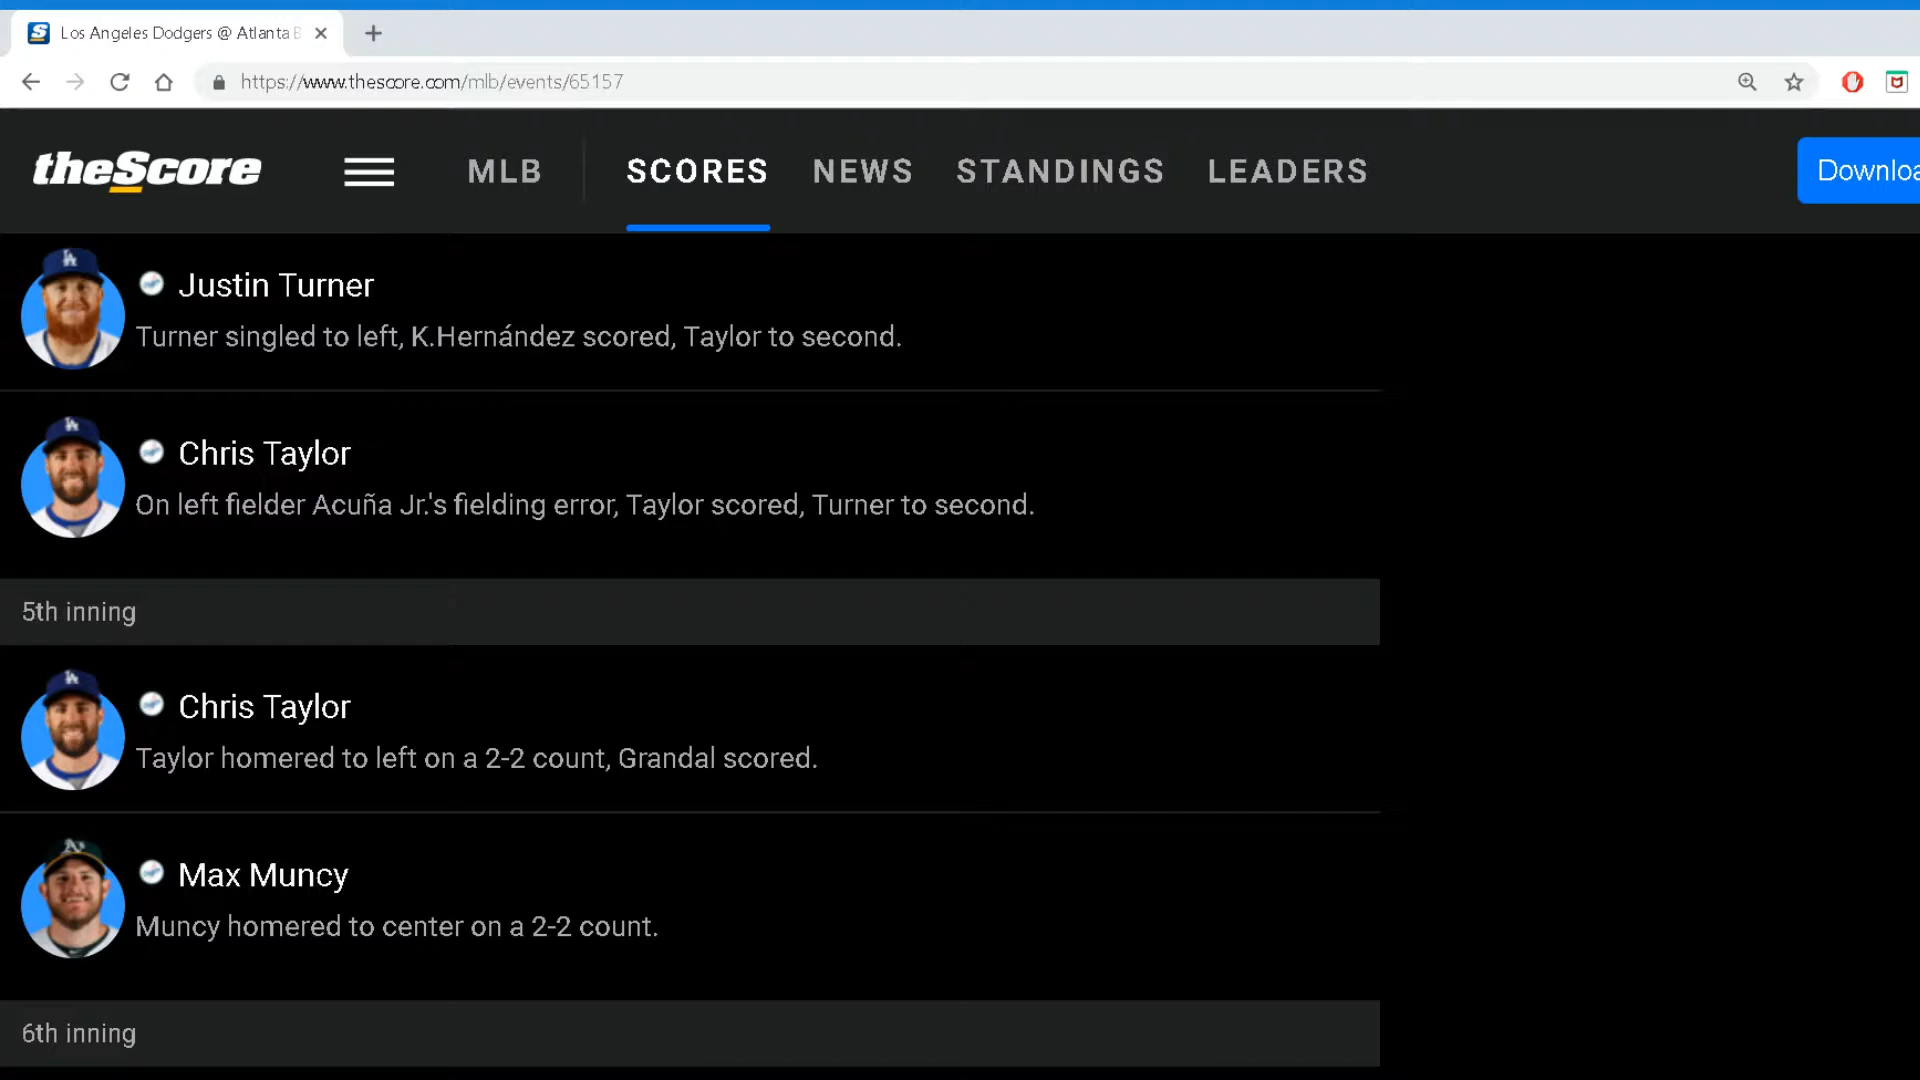 Los Angeles Dodgers @ Atlanta B
https://www.thescore.com/mlb/events/65157
theScore
MLB
SCORES
NEWS
STANDINGS
LEADERS
Downloa
Justin Turner
Turner singled to left, K.Hernández scored, Taylor to second.
Chris Taylor
On left fielder Acuña Jr.'s fielding error, Taylor scored, Turner to second.
5th inning
Chris Taylor
Taylor homered to left on a 2-2 count, Grandal scored.
Max Muncy
Muncy homered to center on a 2-2 count.
6th inning